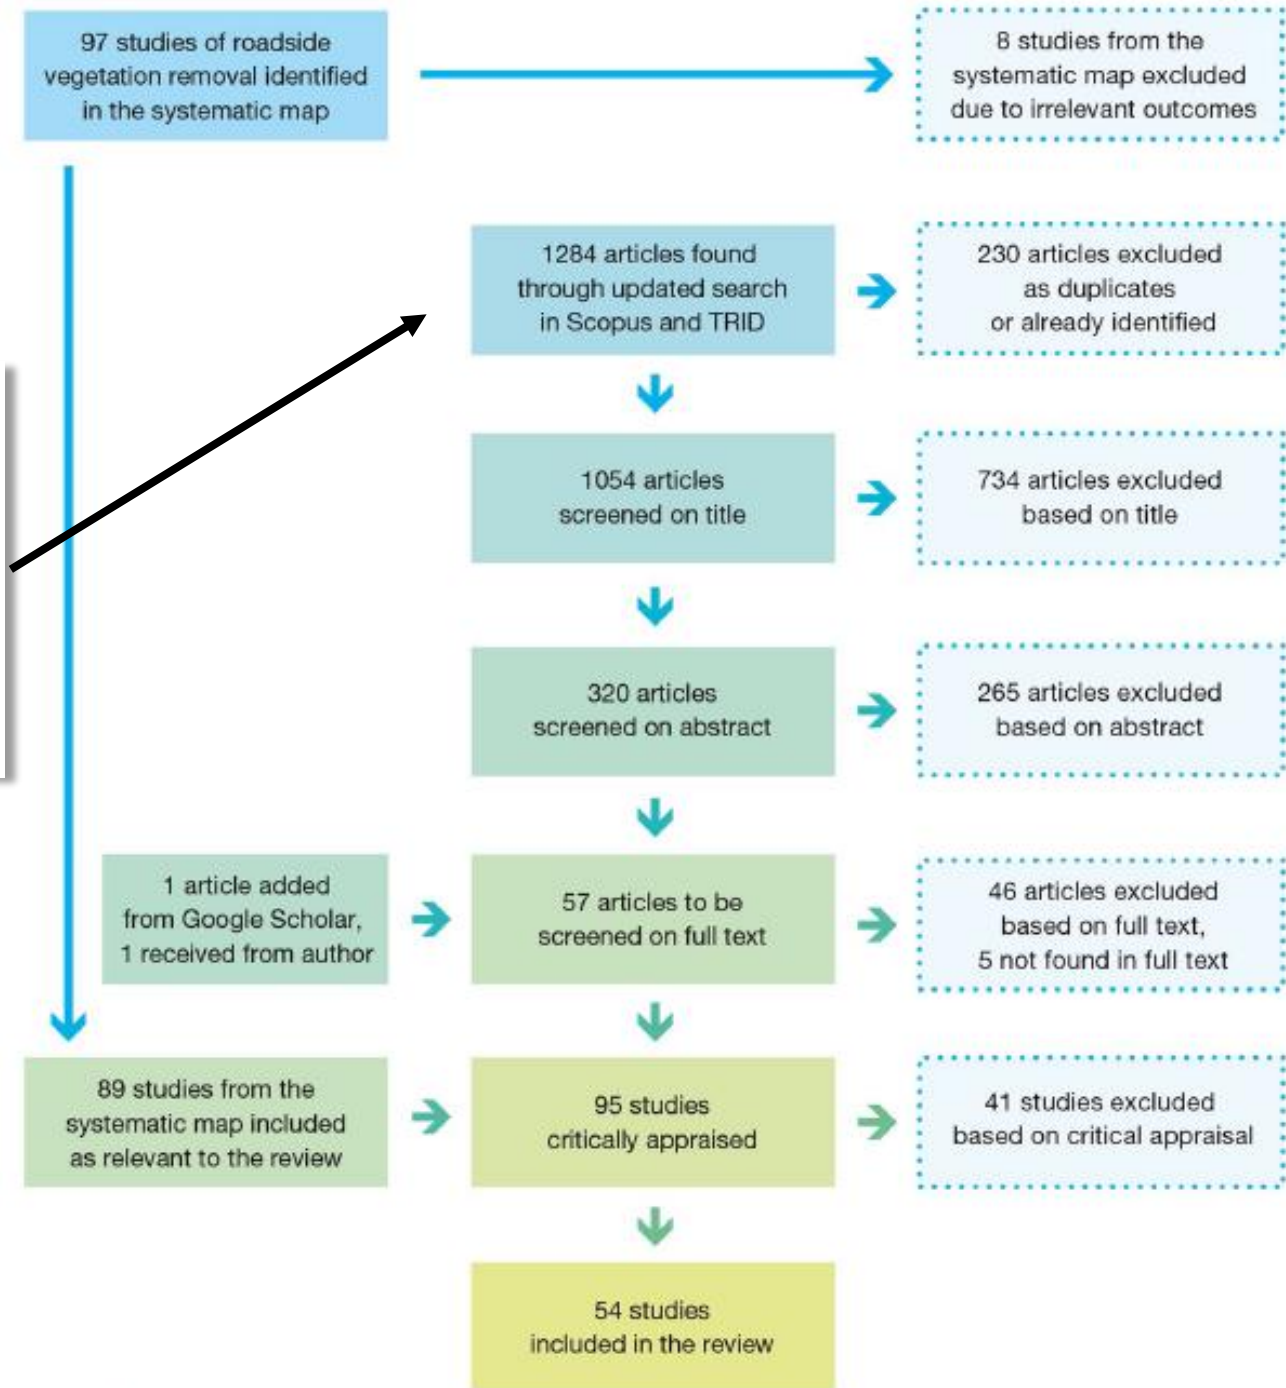 97 studies of roadside
vegetation removal identified
in the systematic map
8 studies from the
systematic map excluded
due to irrelevant outcomes
1284 articles found
through updated search
in Scopus and TRID
230 articles excluded
as duplicates
or already identified
1054 articles
screened on title
734 articles excluded
based on title
320 articles
screened on abstract
265 articles excluded
based on abstract
1 article added
from Google Scholar,
1 received from author
57 articles to be
screened on full text
46 articles excluded
based on full text,
5 not found in full text
89 studies from the
systematic map included
as relevant to the review
95 studies
critically appraised
41 studies excluded
based on critical appraisal
54 studies
included in the review